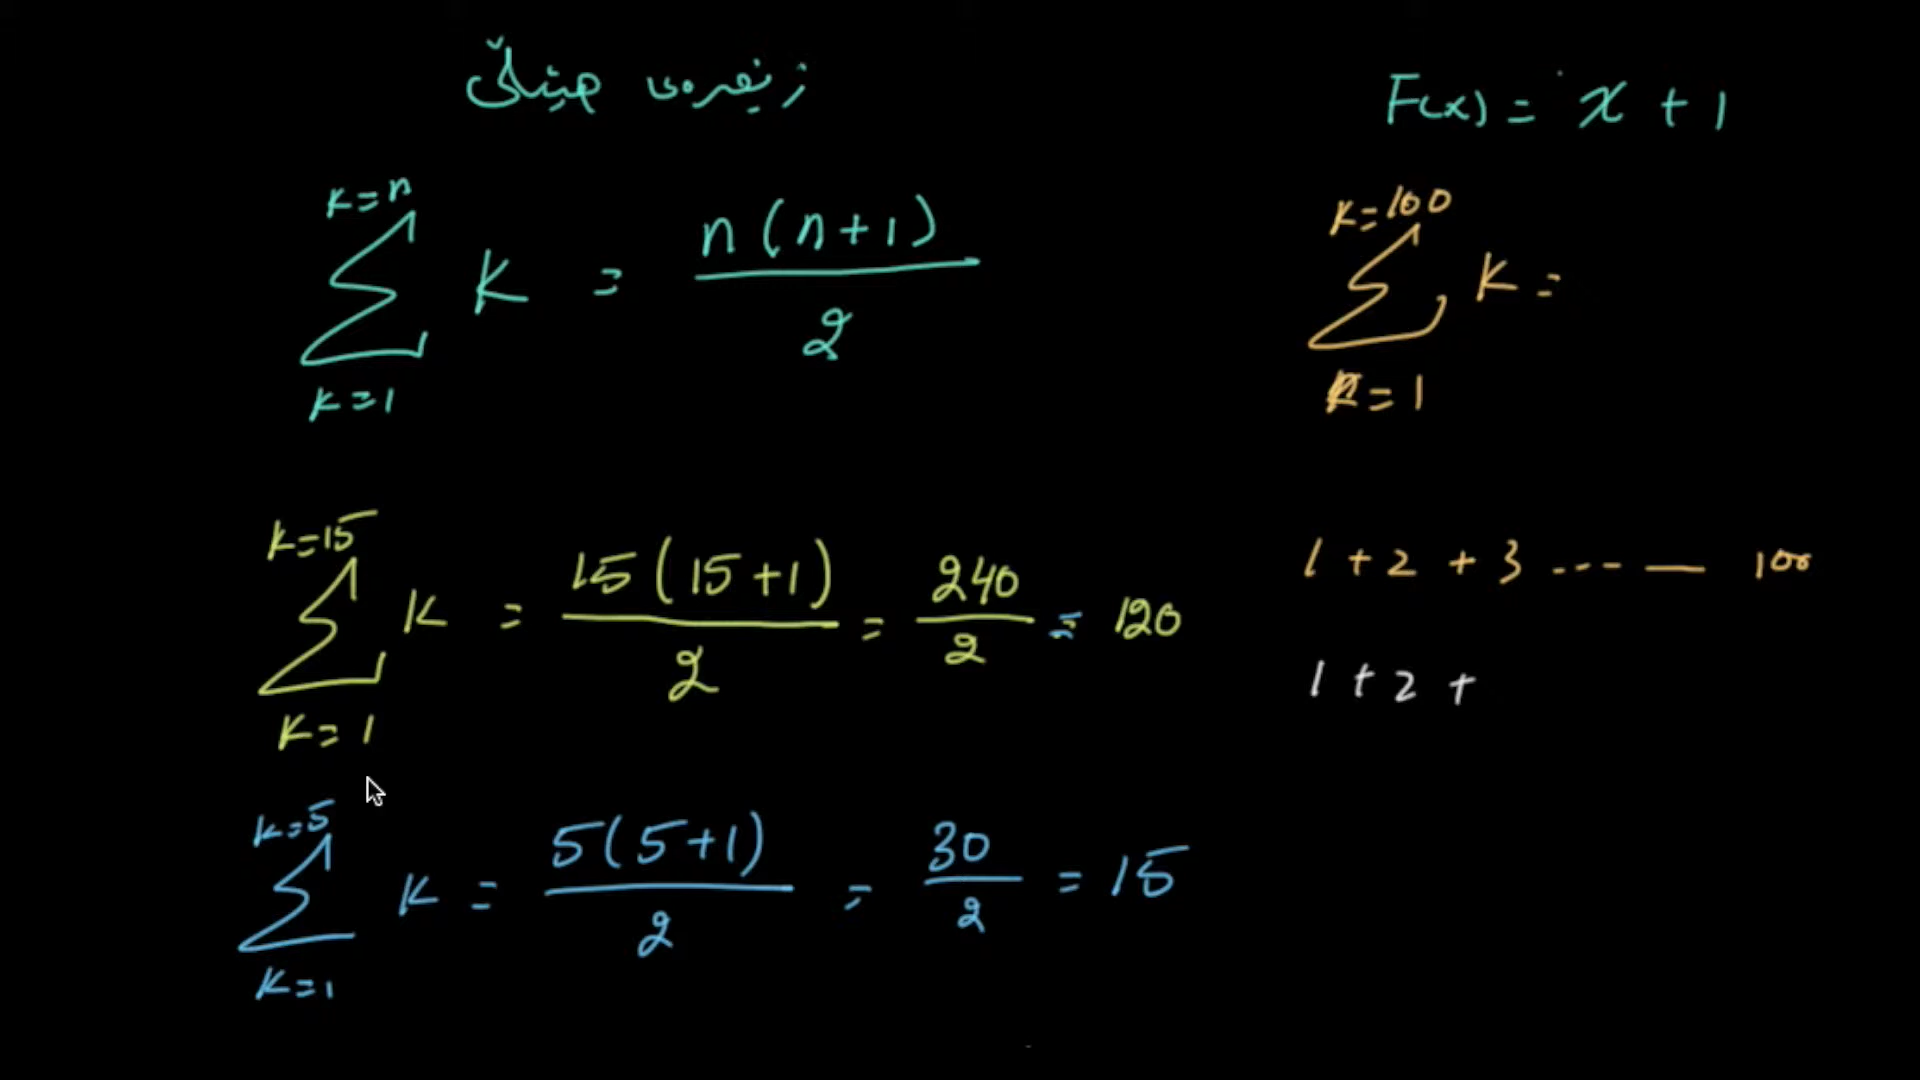 زنجیرەی هێڵی
F(x) = x + 1
∑_{k=1}^{k=n} k = n(n+1)/2
∑_{k=1}^{k=100} k =
∑_{k=1}^{k=15} k = 15(15+1)/2 = 240/2 = 120
1 + 2 + 3 ---- — 100
1 + 2 +
∑_{k=1}^{k=5} k = 5(5+1)/2 = 30/2 = 15